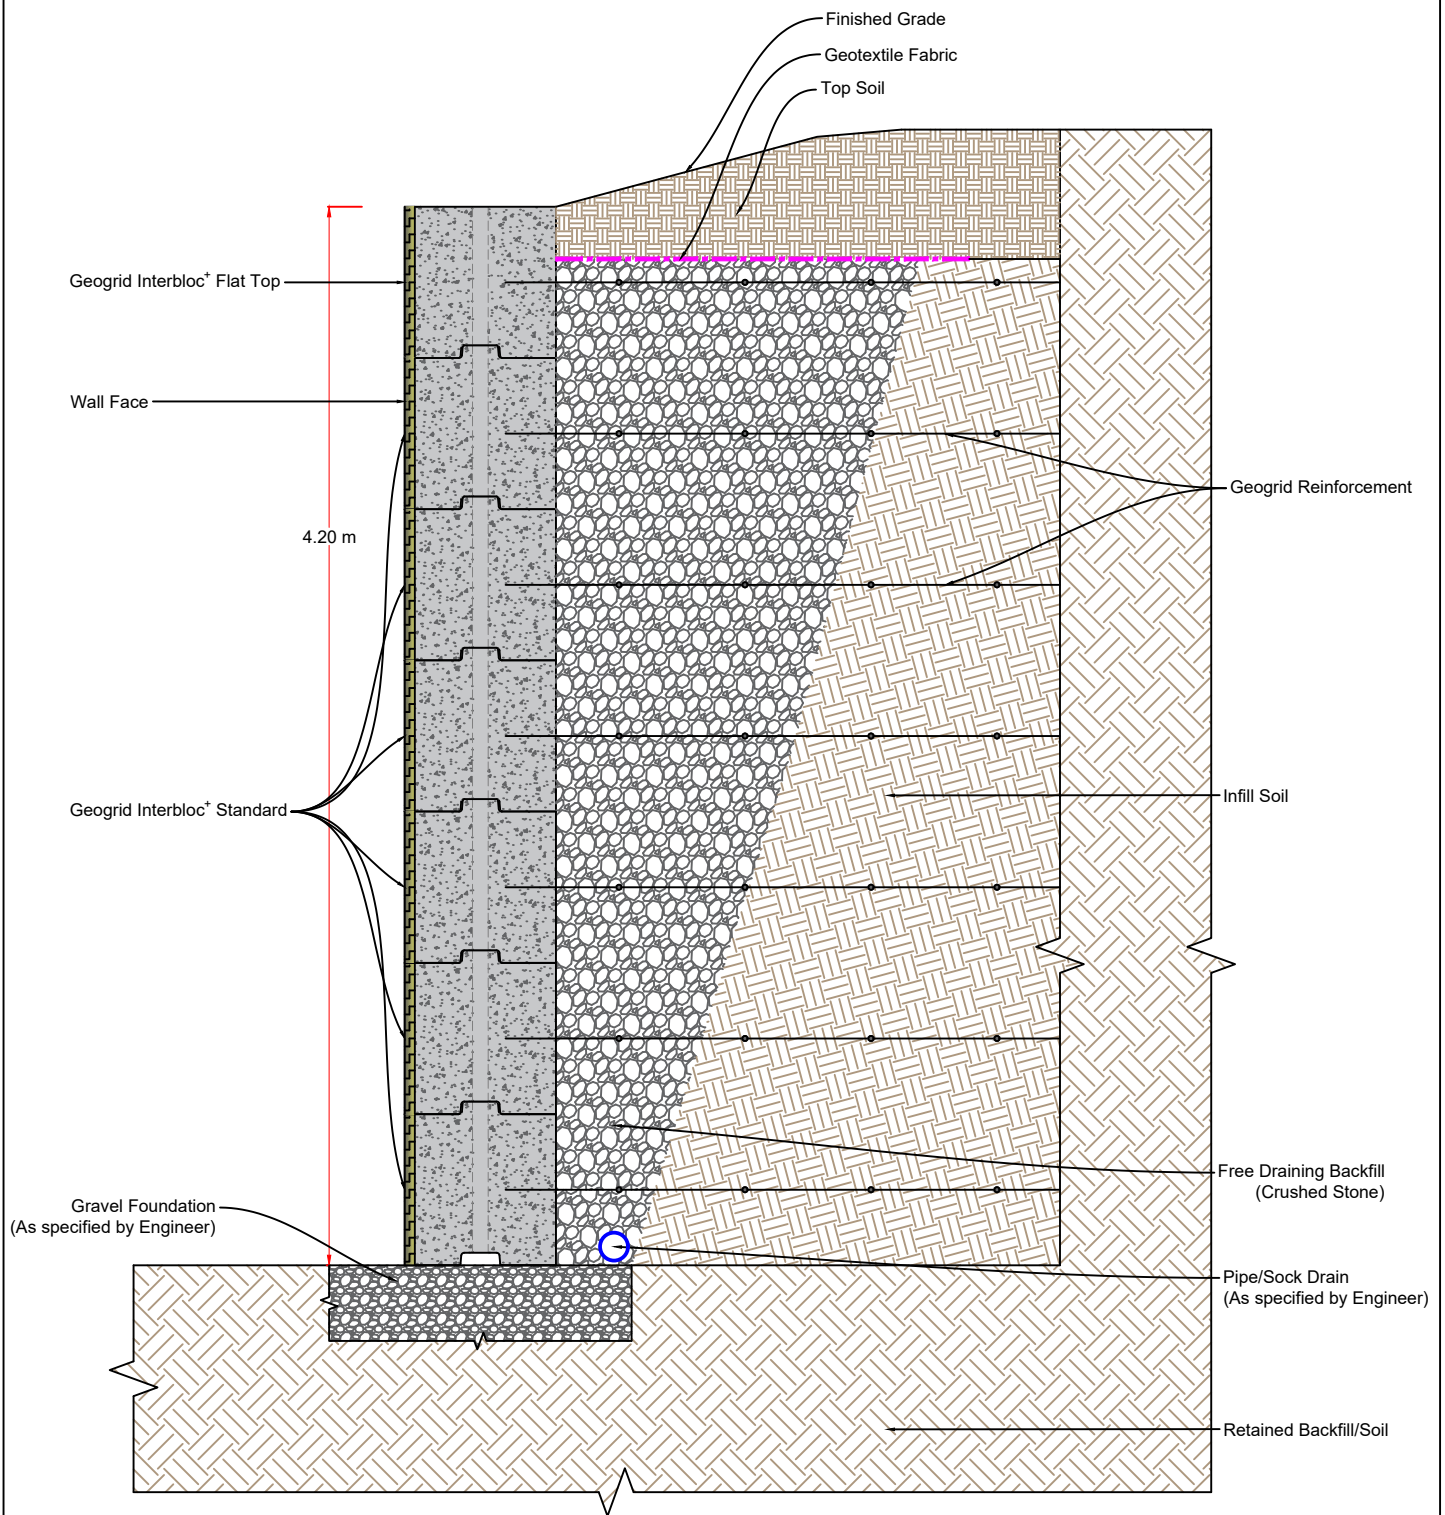 Finished Grade
Geotextile Fabric
Top Soil
Geogrid Interbloc⁺ Flat Top
Wall Face
Geogrid Reinforcement
4.20 m
Infill Soil
Geogrid Interbloc⁺ Standard
Free Draining Backfill
(Crushed Stone)
Gravel Foundation
(As specified by Engineer)
Pipe/Sock Drain
(As specified by Engineer)
Retained Backfill/Soil